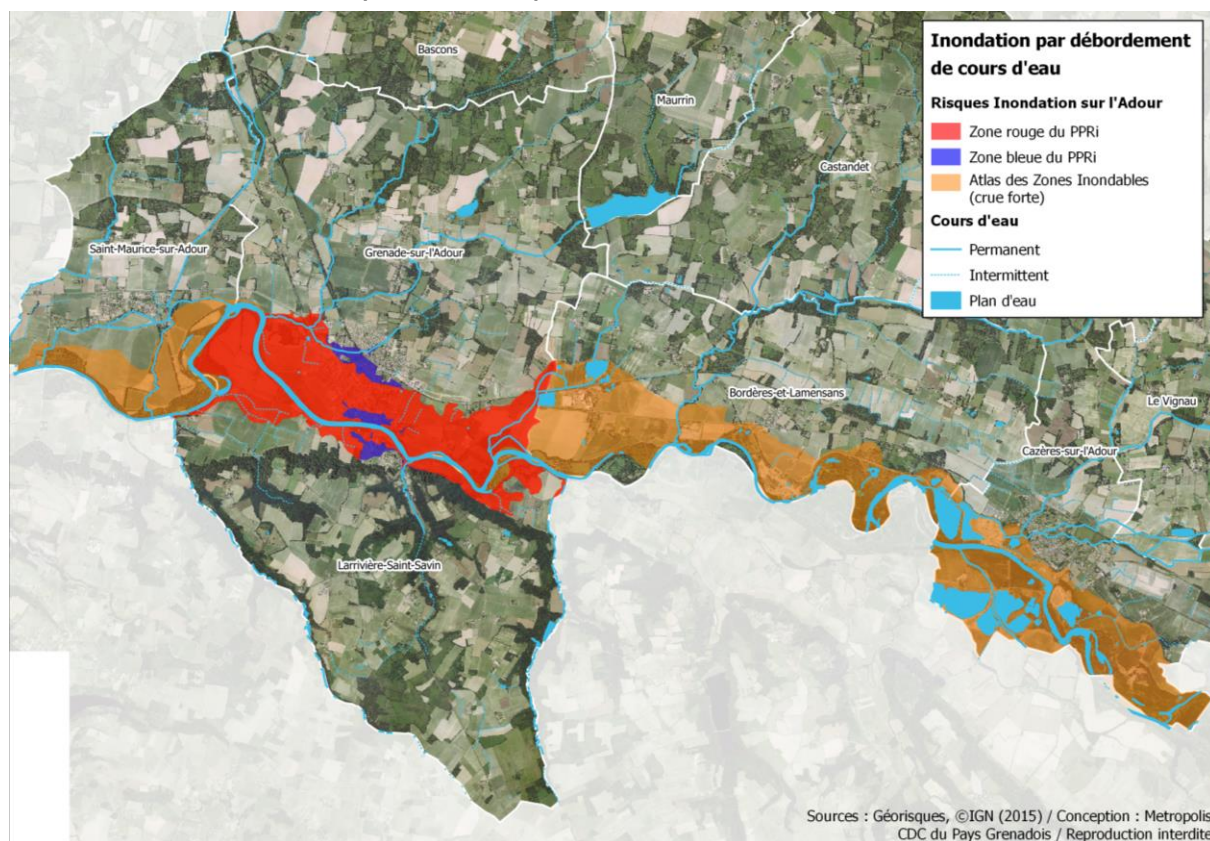 Inondation par débordement
de cours d'eau
Risques Inondation sur l'Adour
Zone rouge du PPRi
Zone bleue du PPRi
Atlas des Zones Inondables
(crue forte)
Cours d'eau
Permanent
Intermittent
Plan d'eau
Bascons
Maurrin
Castandet
Saint-Maurice-sur-Adour
Grenade-sur-l'Adour
Bordères-et-Lamensans
Le Vignau
Cazères-sur-l'Adour
Larrivière-Saint-Savin
Sources : Géorisques, ©IGN (2015) / Conception : Metropolis
CDC du Pays Grenadois / Reproduction interdite